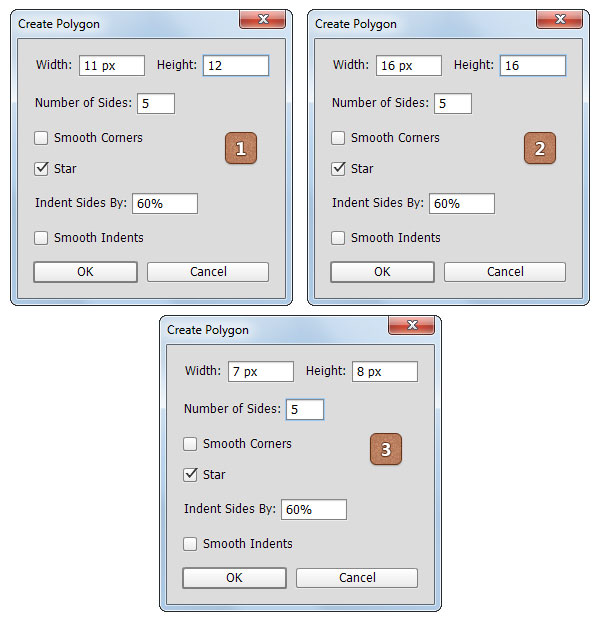 Create Polygon
Width: 11 px Height: 12
Number of Sides: 5
Smooth Corners
1
Star
Indent Sides By: 60%
Smooth Indents
OK Cancel
Create Polygon
Width: 16 px Height: 16
Number of Sides: 5
Smooth Corners
2
Star
Indent Sides By: 60%
Smooth Indents
OK Cancel
Create Polygon
Width: 7 px Height: 8 px
Number of Sides: 5
Smooth Corners
3
Star
Indent Sides By: 60%
Smooth Indents
OK Cancel